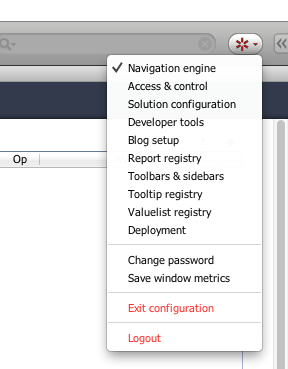 Navigation engine
Access & control
Solution configuration
Developer tools
Blog setup
Op
Report registry
Toolbars & sidebars
Tooltip registry
Valuelist registry
Deployment
Change password
Save window metrics
Exit configuration
Logout